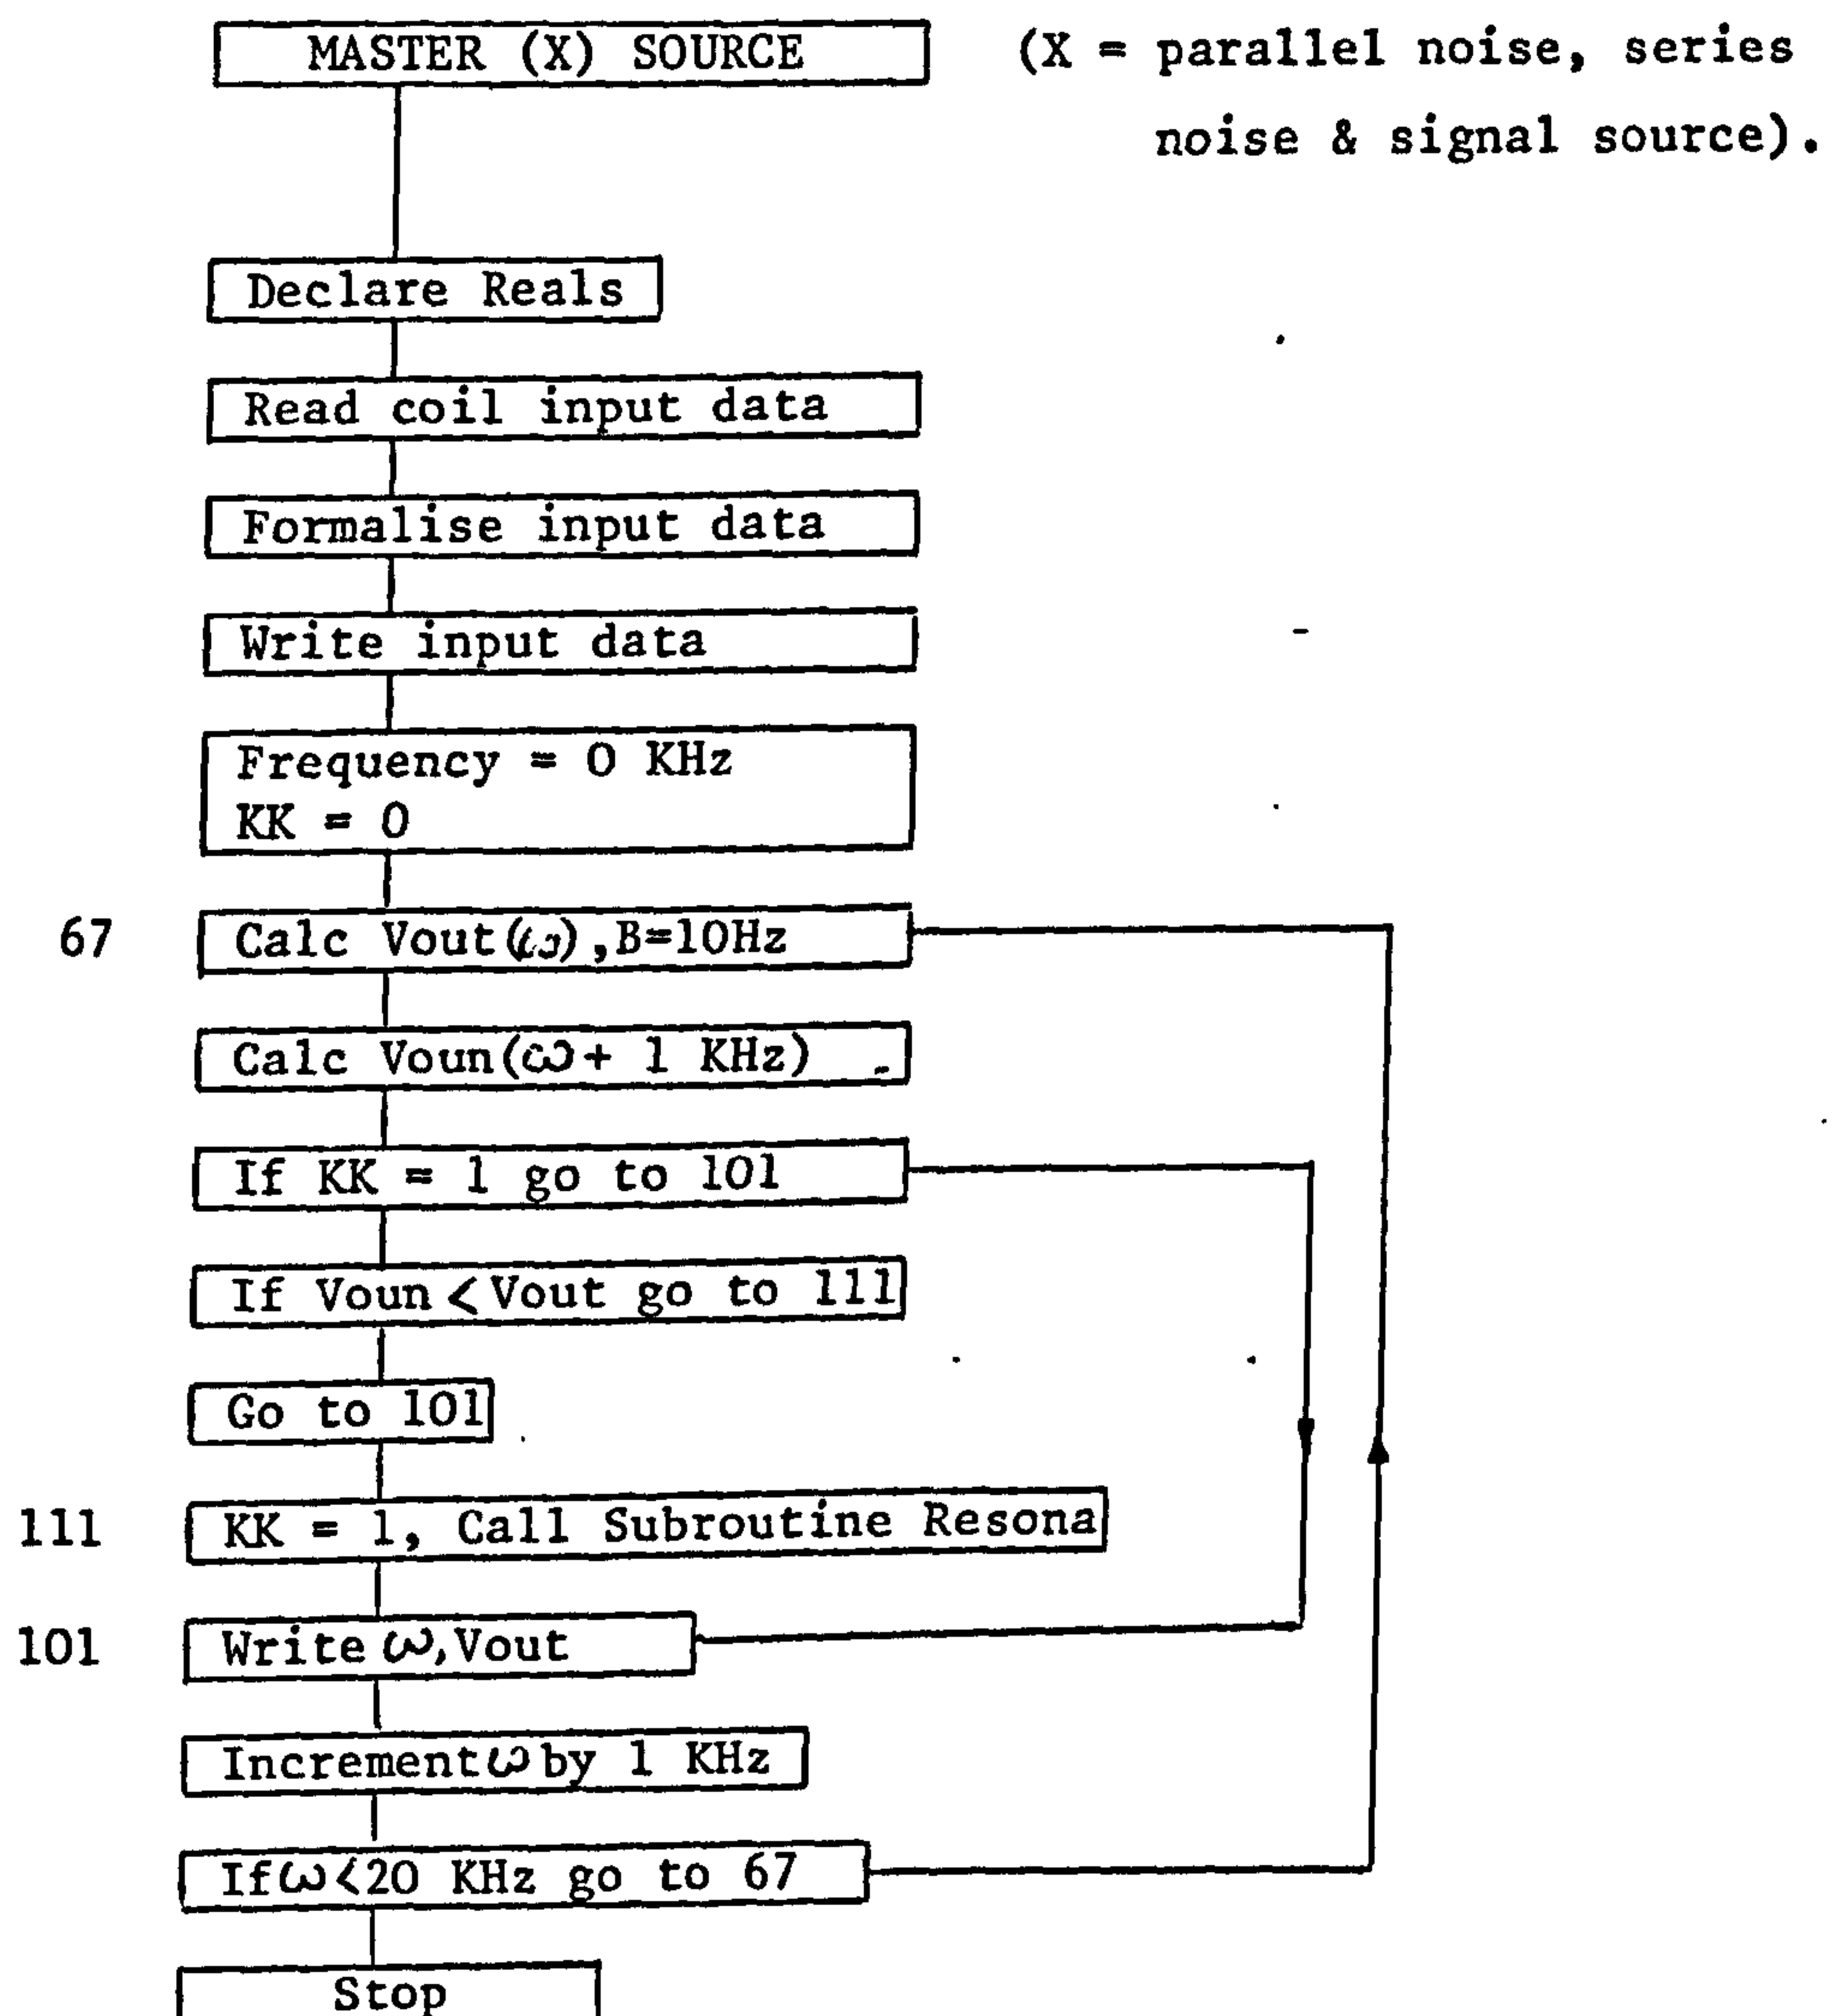 MASTER (X) SOURCE
(X = parallel noise, series
noise & signal source).
Declare Reals
Read coil input data
Formalise input data
Write input data
Frequency = 0 KHz
KK = 0
67
Calc Vout(ω),B=10Hz
Calc Voun(ω+ 1 KHz)
If KK = 1 go to 101
If Voun < Vout go to 111
Go to 101
111
KK = 1, Call Subroutine Resona
101
Write ω,Vout
Increment ω by 1 KHz
If ω <20 KHz go to 67
Stop